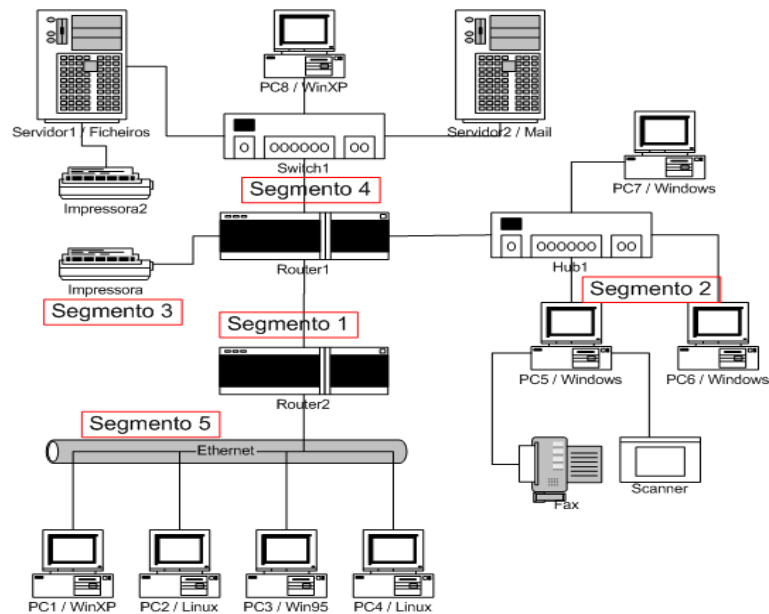 PC8 / WinXP
Servidor1 / Ficheiros
Servidor2 / Mail
Switch1
PC7 / Windows
Segmento 4
Impressora2
Router1
Hub1
Impressora
Segmento 3
Segmento 2
Segmento 1
PC5 / Windows
PC6 / Windows
Router2
Segmento 5
Ethernet
Scanner
Fax
PC1 / WinXP
PC2 / Linux
PC3 / Win95
PC4 / Linux